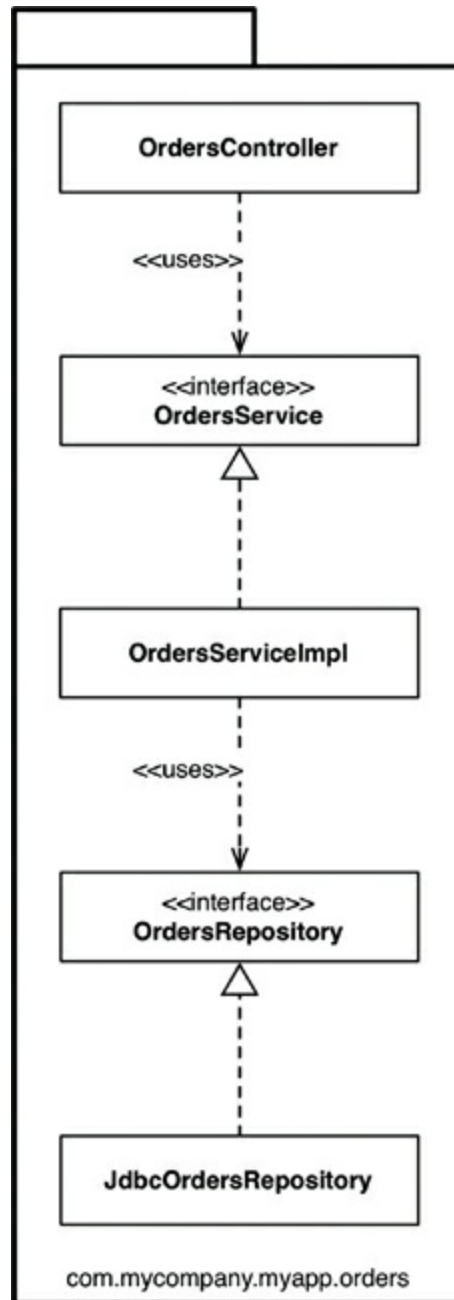 OrdersController
<<uses>>
<<interface>>
OrdersService
OrdersServiceImpl
<<uses>>
<<interface>>
OrdersRepository
JdbcOrdersRepository
com.mycompany.myapp.orders